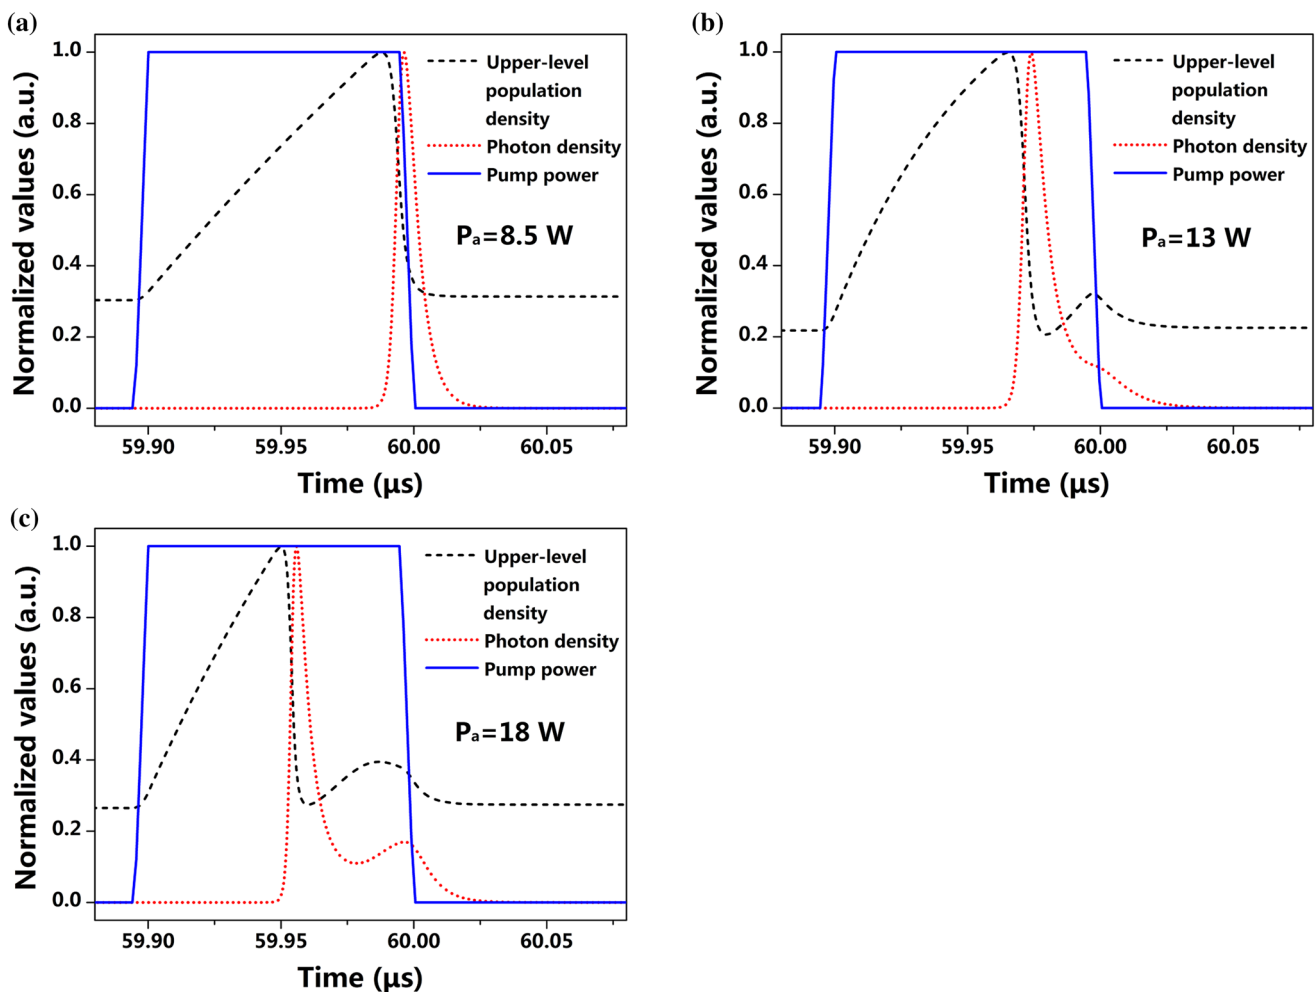 (a)
Normalized values (a.u.)
1.0
0.8
0.6
0.4
0.2
0.0
Upper-level
population
density
Photon density
Pump power
Pa=8.5 W
59.90 59.95 60.00 60.05
Time (μs)
(b)
Normalized values (a.u.)
1.0
0.8
0.6
0.4
0.2
0.0
Upper-level
population
density
Photon density
Pump power
Pa=13 W
59.90 59.95 60.00 60.05
Time (μs)
(c)
Normalized values (a.u.)
1.0
0.8
0.6
0.4
0.2
0.0
Upper-level
population
density
Photon density
Pump power
Pa=18 W
59.90 59.95 60.00 60.05
Time (μs)